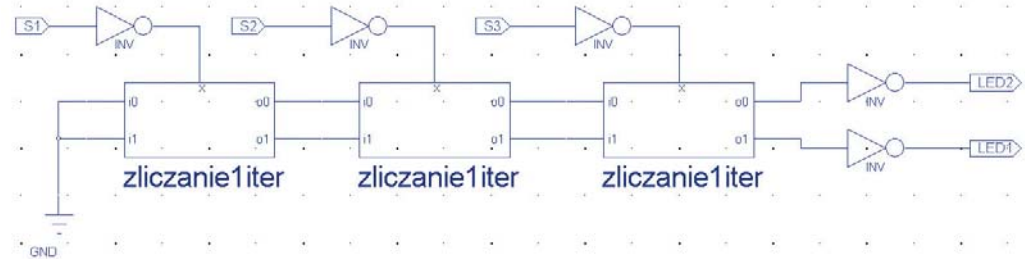 S1 S2 S3
INV INV INV
x x x
i0 o0 i0 o0 i0 o0 INV LED2
i1 o1 i1 o1 i1 o1 INV LED1
zliczanie1iter zliczanie1iter zliczanie1iter
GND